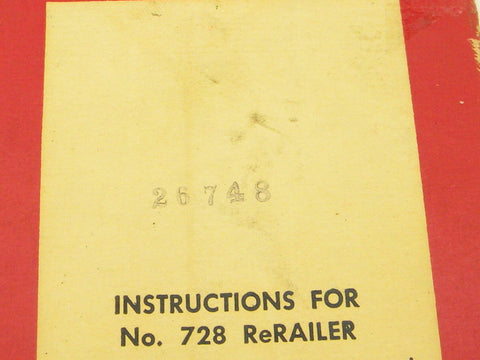 26748
INSTRUCTIONS FOR
No. 728 ReRAILER